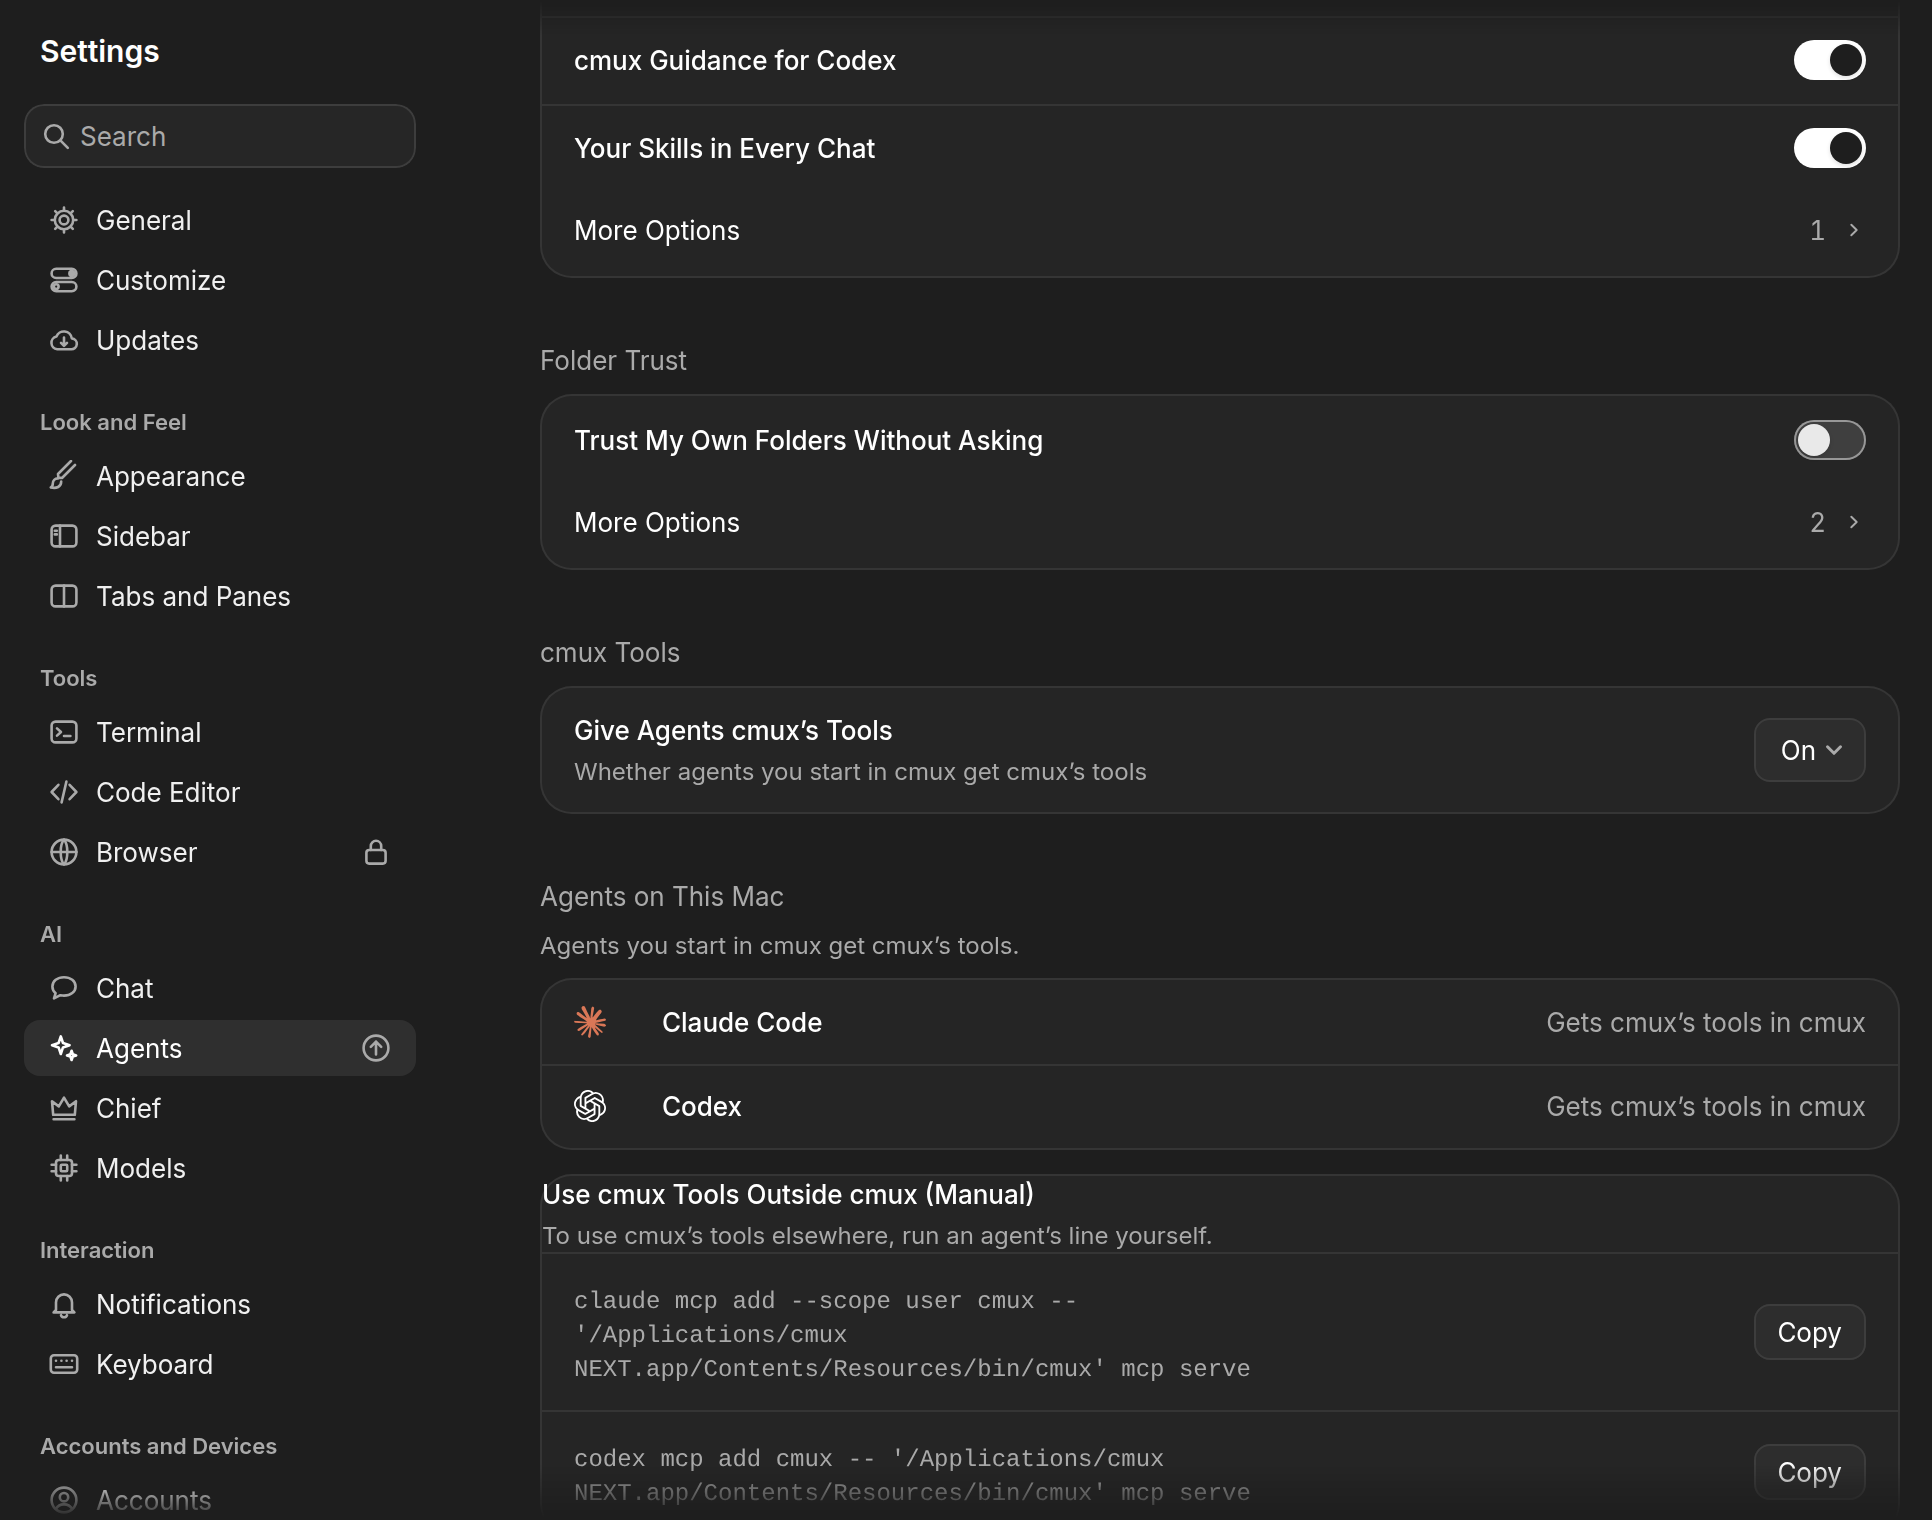 Settings
Search
General
Customize
Updates
Look and Feel
Appearance
Sidebar
Tabs and Panes
Tools
Terminal
Code Editor
Browser
AI
Chat
Agents
Chief
Models
Interaction
Notifications
Keyboard
Accounts and Devices
Accounts
cmux Guidance for Codex
Your Skills in Every Chat
More Options 1
Folder Trust
Trust My Own Folders Without Asking
More Options 2
cmux Tools
Give Agents cmux’s Tools
Whether agents you start in cmux get cmux’s tools
On
Agents on This Mac
Agents you start in cmux get cmux’s tools.
Claude Code Gets cmux’s tools in cmux
Codex Gets cmux’s tools in cmux
Use cmux Tools Outside cmux (Manual)
To use cmux’s tools elsewhere, run an agent’s line yourself.
claude mcp add --scope user cmux --
'/Applications/cmux
NEXT.app/Contents/Resources/bin/cmux' mcp serve
Copy
codex mcp add cmux -- '/Applications/cmux
NEXT.app/Contents/Resources/bin/cmux' mcp serve
Copy